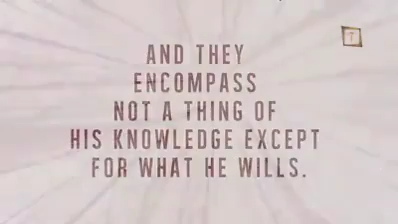 AND THEY
ENCOMPASS
NOT A THING OF
HIS KNOWLEDGE EXCEPT
FOR WHAT HE WILLS.